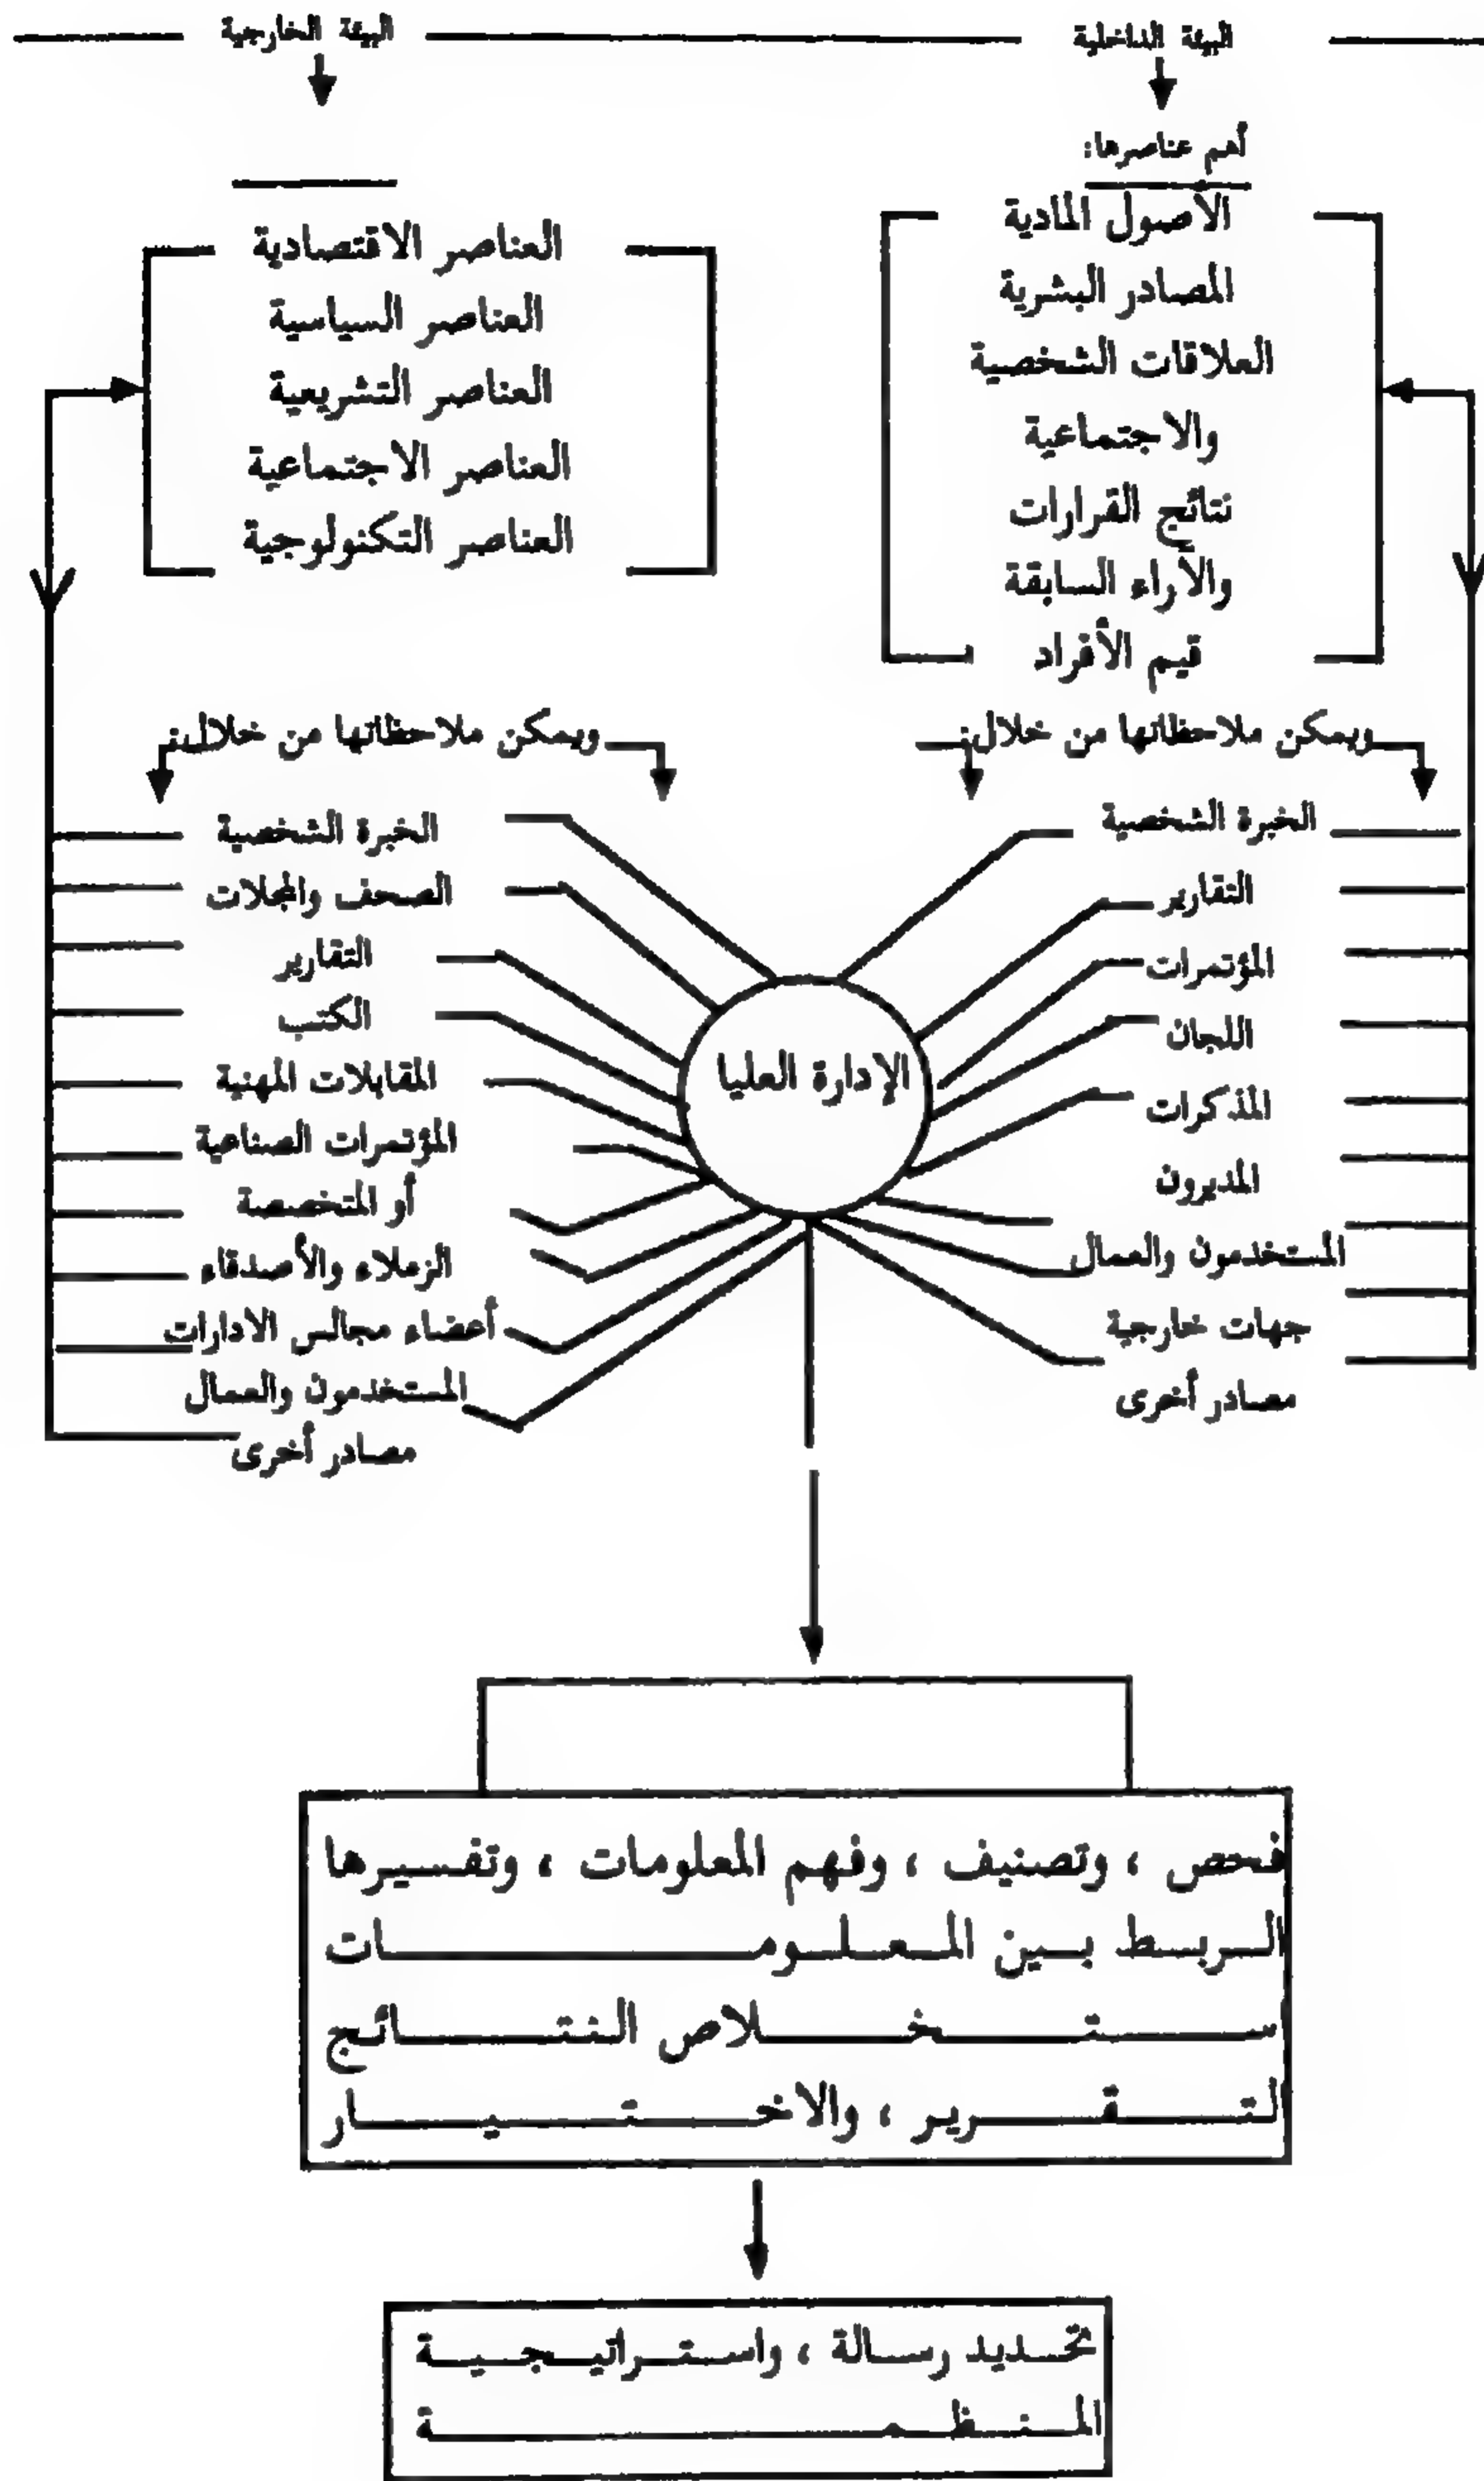 البيئة الداخلية
أهم عناصرها:
الأصول المادية
المصادر البشرية
العلاقات الشخصية
والاجتماعية
نتائج القرارات
والآراء السابقة
قيم الأفراد
ويمكن ملاحظاتها من خلال:
الخبرة الشخصية
التقارير
المؤتمرات
اللجان
المذكرات
المديرون
المستخدمون والعمال
جهات خارجية
مصادر أخرى
البيئة الخارجية
العناصر الاقتصادية
العناصر السياسية
العناصر التشريعية
العناصر الاجتماعية
العناصر التكنولوجية
ويمكن ملاحظاتها من خلال:
الخبرة الشخصية
الصحف والمجلات
التقارير
الكتب
المقابلات المهنية
المؤتمرات الصناعية
أو المتخصصة
الزملاء والأصدقاء
أعضاء مجالس الادارات
المستخدمون والعمال
مصادر أخرى
الإدارة العليا
فحص ، وتصنيف ، وفهم المعلومات ، وتفسيرها
الربط بين المعلومات
ستخلاص النتائج
لتقرير ، والاختيار
تحديد رسالة ، واستراتيجية
المنظمة